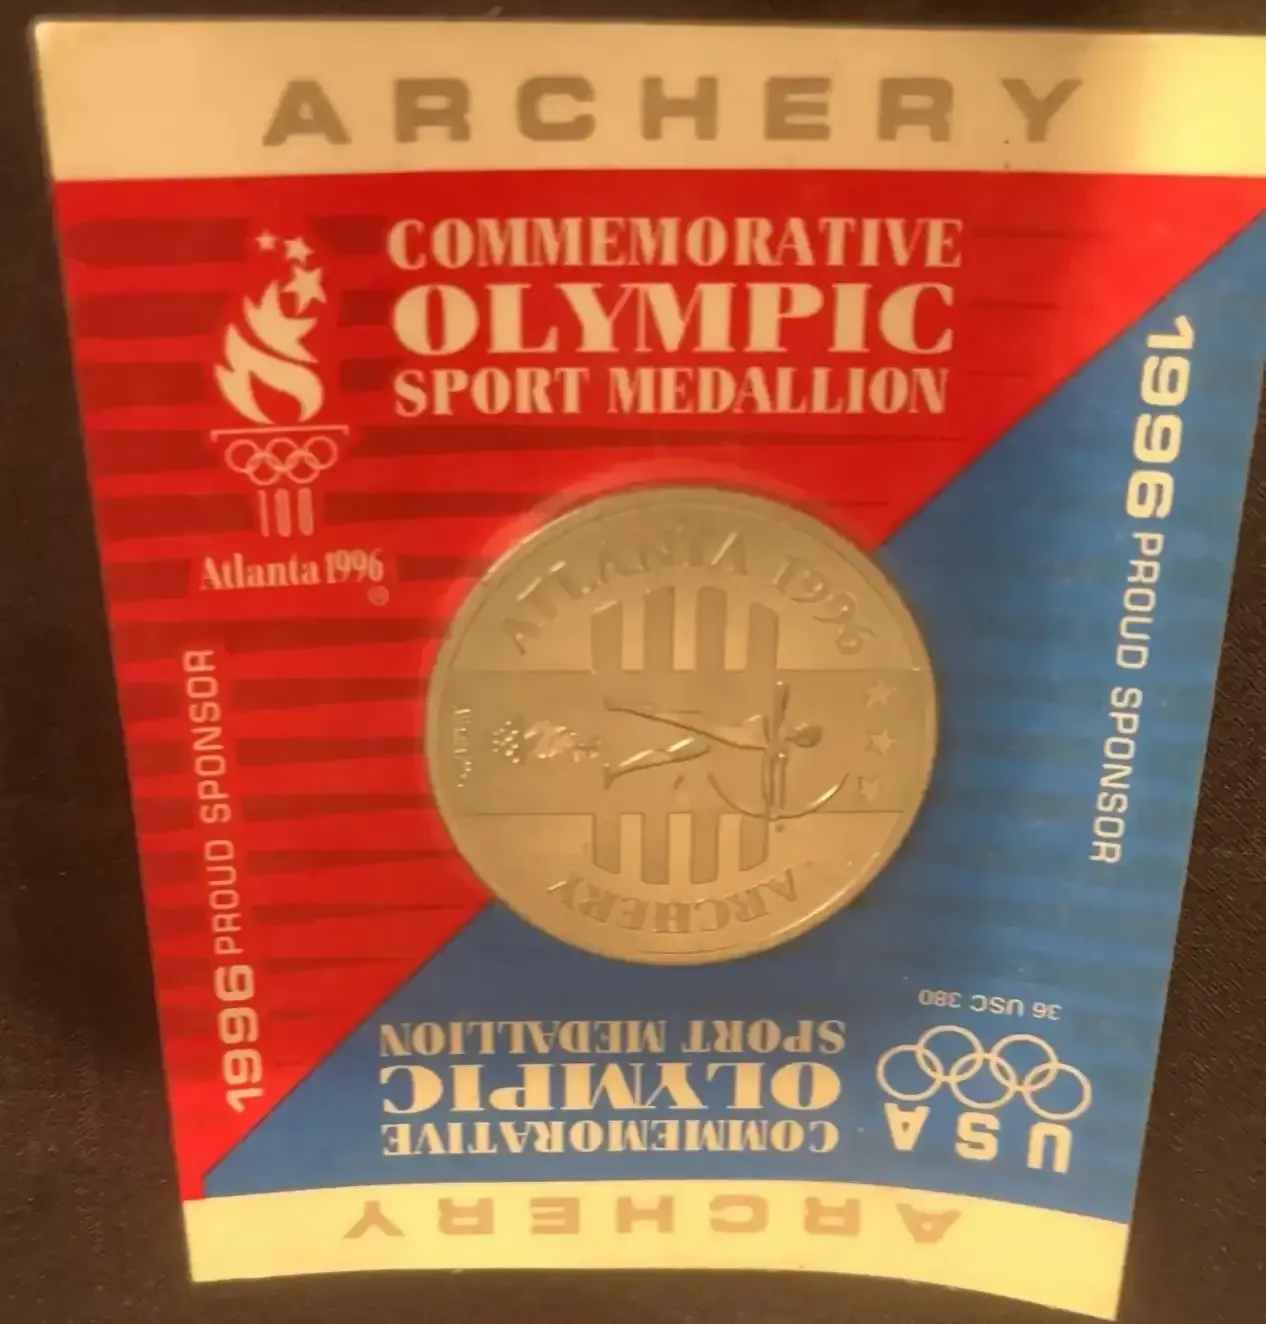 ARCHERY
COMMEMORATIVE
OLYMPIC
SPORT MEDALLION
Atlanta 1996
1996 PROUD SPONSOR
1996 PROUD SPONSOR
ATLANTA 1996
ARCHERY
36 USC 380
USA
COMMEMORATIVE
OLYMPIC
SPORT MEDALLION
ARCHERY